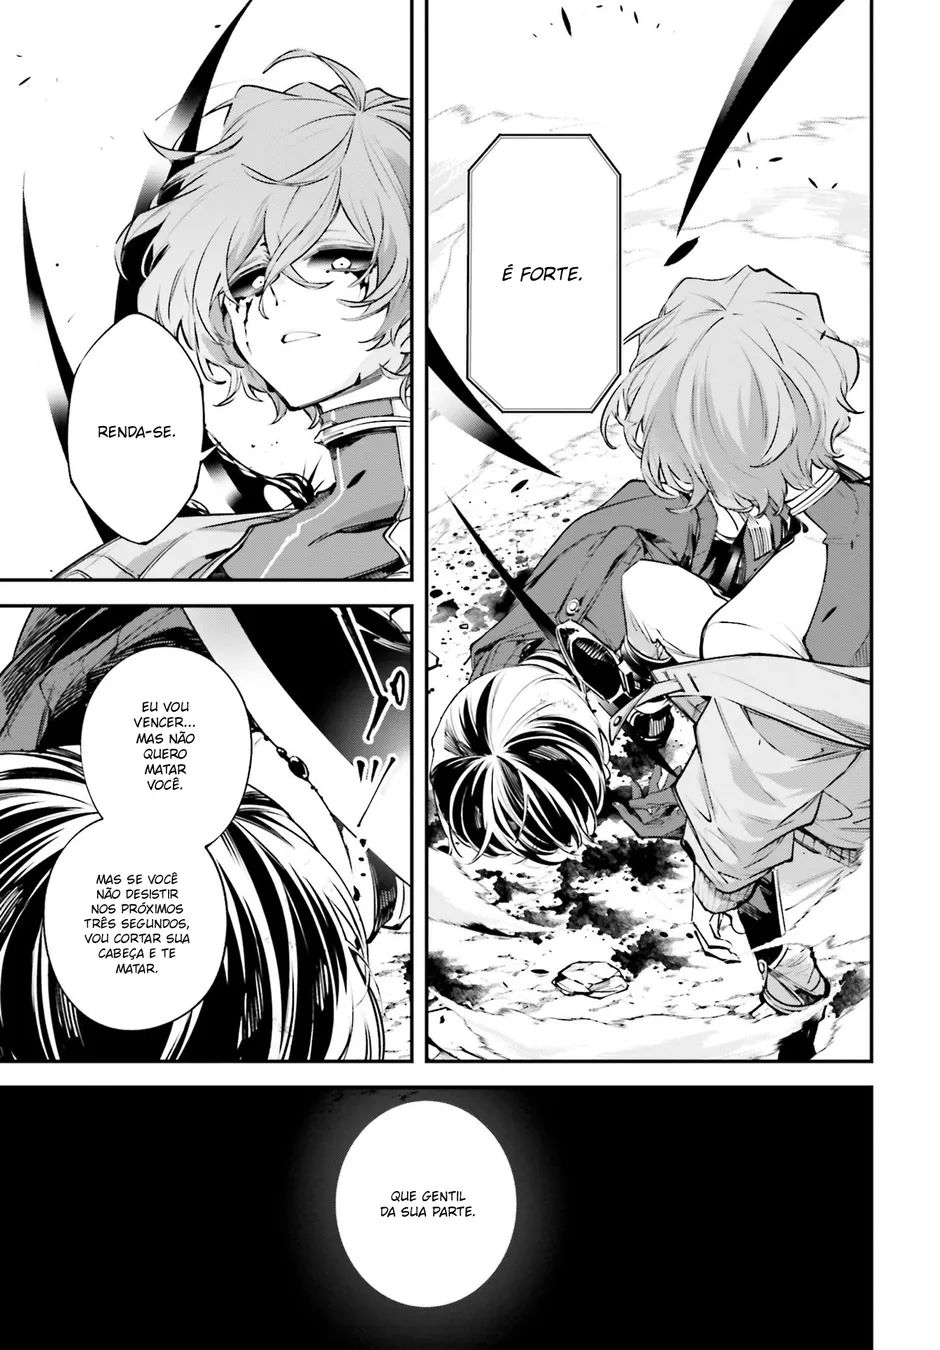 É FORTE.
RENDA-SE.
EU VOU
VENCER...
MAS NÃO
QUERO
MATAR
VOCÊ.
MAS SE VOCÊ
NÃO DESISTIR
NOS PRÓXIMOS
TRÊS SEGUNDOS,
VOU CORTAR SUA
CABEÇA E TE
MATAR.
QUE GENTIL
DA SUA PARTE.